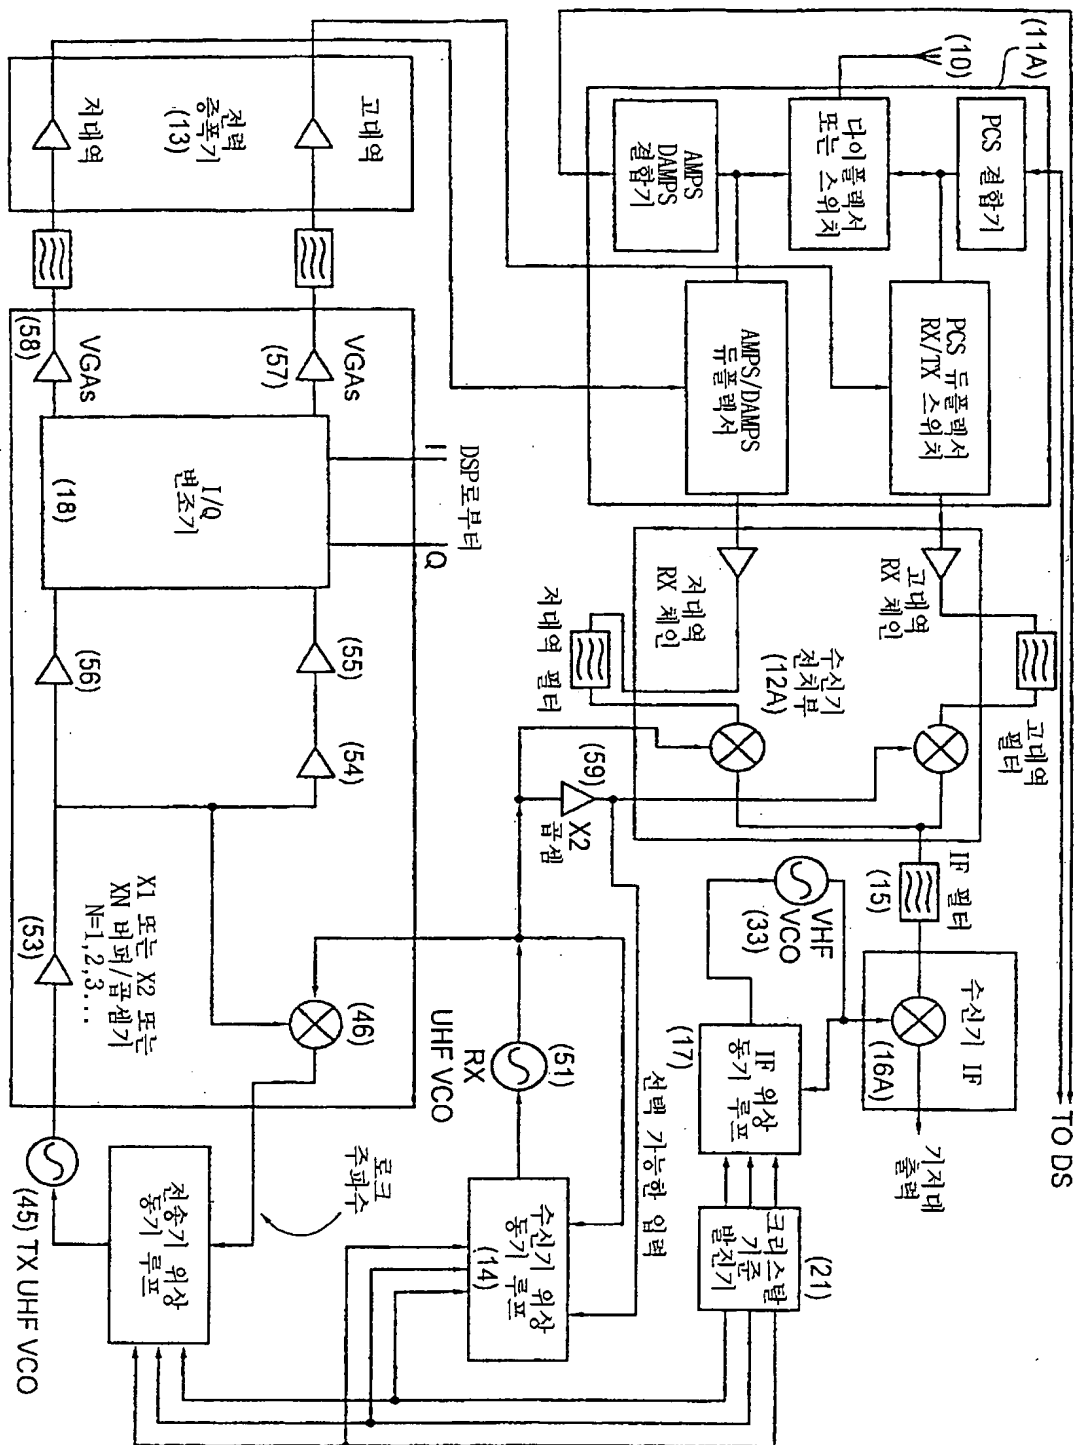 (11A)
(10)
PCS 결합기
다이플렉서
또는 스위치
AMPS
DAMPS
결합기
PCS 듀플렉서
RX/TX 스위치
AMPS/DAMPS
듀플렉서
고대역
전력
증폭기
(13)
저대역
고대역
RX 체인
저대역
RX 체인
수신기
전치부
(12A)
고대역
필터
저대역 필터
VGAs
(57)
VGAs
(58)
I
DSP로부터
Q
I/Q
변조기
(18)
(55)
(56)
(54)
(53)
(59)
X2
곱셈
IF 필터
(15)
VHF
VCO
(33)
수신기 IF
(16A)
기저대
출력
TO DS
IF 위상
동기 루프
(17)
크리스탈
기준
발진기
(21)
선택 가능한 입력
(51)
RX
UHF VCO
수신기 위상
동기 루프
(14)
X1 또는 X2 또는
XN 버퍼/곱셈기
N=1,2,3...
(46)
로크
주파수
전송기 위상
동기 루프
(45) TX UHF VCO